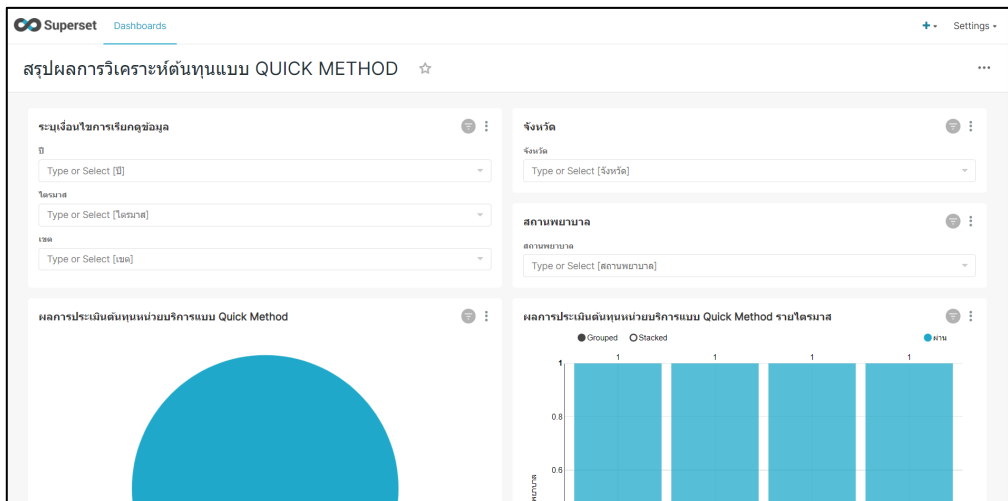 Superset Dashboards + Settings
สรุปผลการวิเคราะห์ต้นทุนแบบ QUICK METHOD
ระบุเงื่อนไขการเรียกดูข้อมูล
ปี
Type or Select [ปี]
ไตรมาส
Type or Select [ไตรมาส]
เขต
Type or Select [เขต]
จังหวัด
จังหวัด
Type or Select [จังหวัด]
สถานพยาบาล
สถานพยาบาล
Type or Select [สถานพยาบาล]
ผลการประเมินต้นทุนหน่วยบริการแบบ Quick Method
ผลการประเมินต้นทุนหน่วยบริการแบบ Quick Method รายไตรมาส
Grouped Stacked ผ่าน
1 1 1 1
1
0.8
0.6